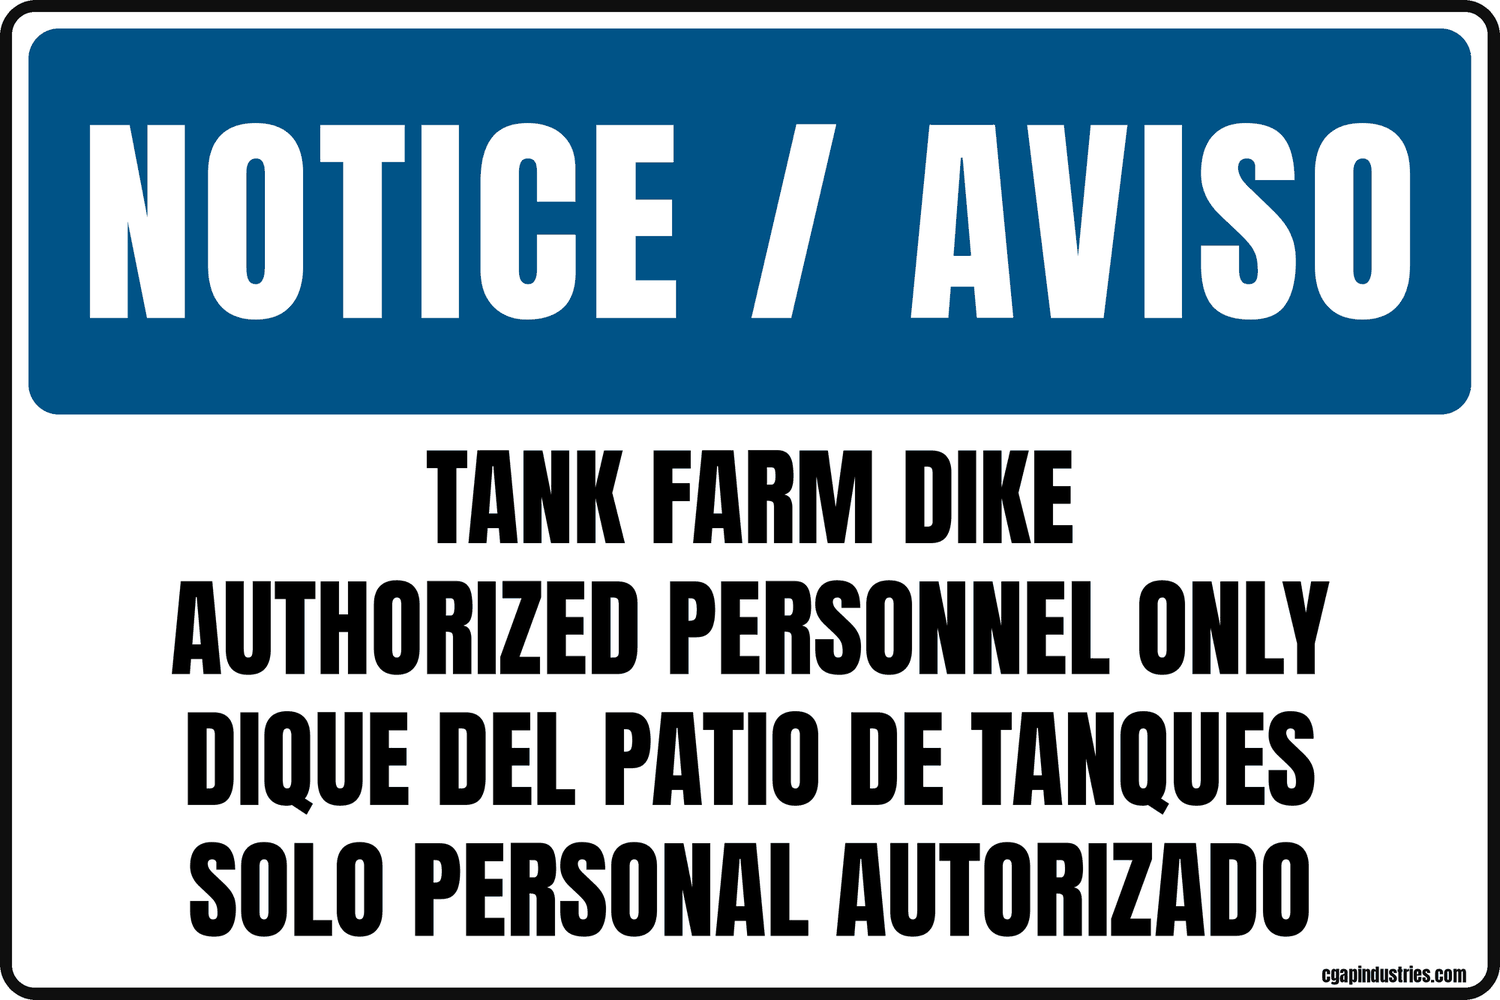 NOTICE / AVISO
TANK FARM DIKE
AUTHORIZED PERSONNEL ONLY
DIQUE DEL PATIO DE TANQUES
SOLO PERSONAL AUTORIZADO
cgapindustries.com